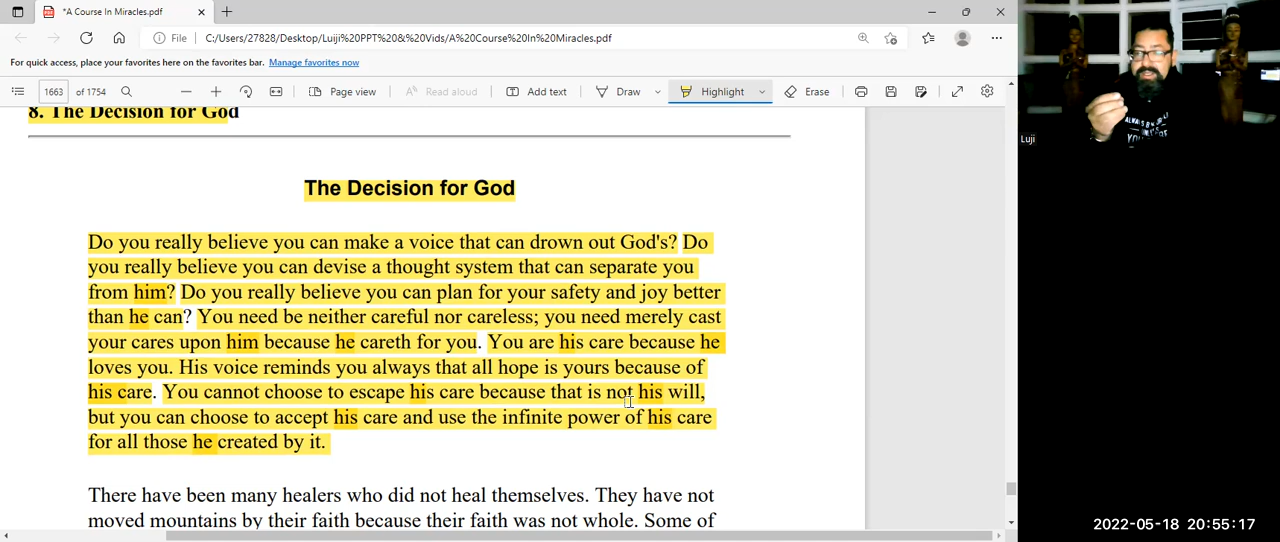 *A Course In Miracles.pdf
File
C:/Users/27828/Desktop/Luiji%20PPT%20&%20Vids/A%20Course%20In%20Miracles.pdf
For quick access, place your favorites here on the favorites bar. Manage favorites now
1663 of 1754
Page view
Read aloud
Add text
Draw
Highlight
Erase
8. The Decision for God
The Decision for God
Do you really believe you can make a voice that can drown out God's? Do
you really believe you can devise a thought system that can separate you
from him? Do you really believe you can plan for your safety and joy better
than he can? You need be neither careful nor careless; you need merely cast
your cares upon him because he careth for you. You are his care because he
loves you. His voice reminds you always that all hope is yours because of
his care. You cannot choose to escape his care because that is not his will,
but you can choose to accept his care and use the infinite power of his care
for all those he created by it.
There have been many healers who did not heal themselves. They have not
moved mountains by their faith because their faith was not whole. Some of
Luji
2022-05-18 20:55:17